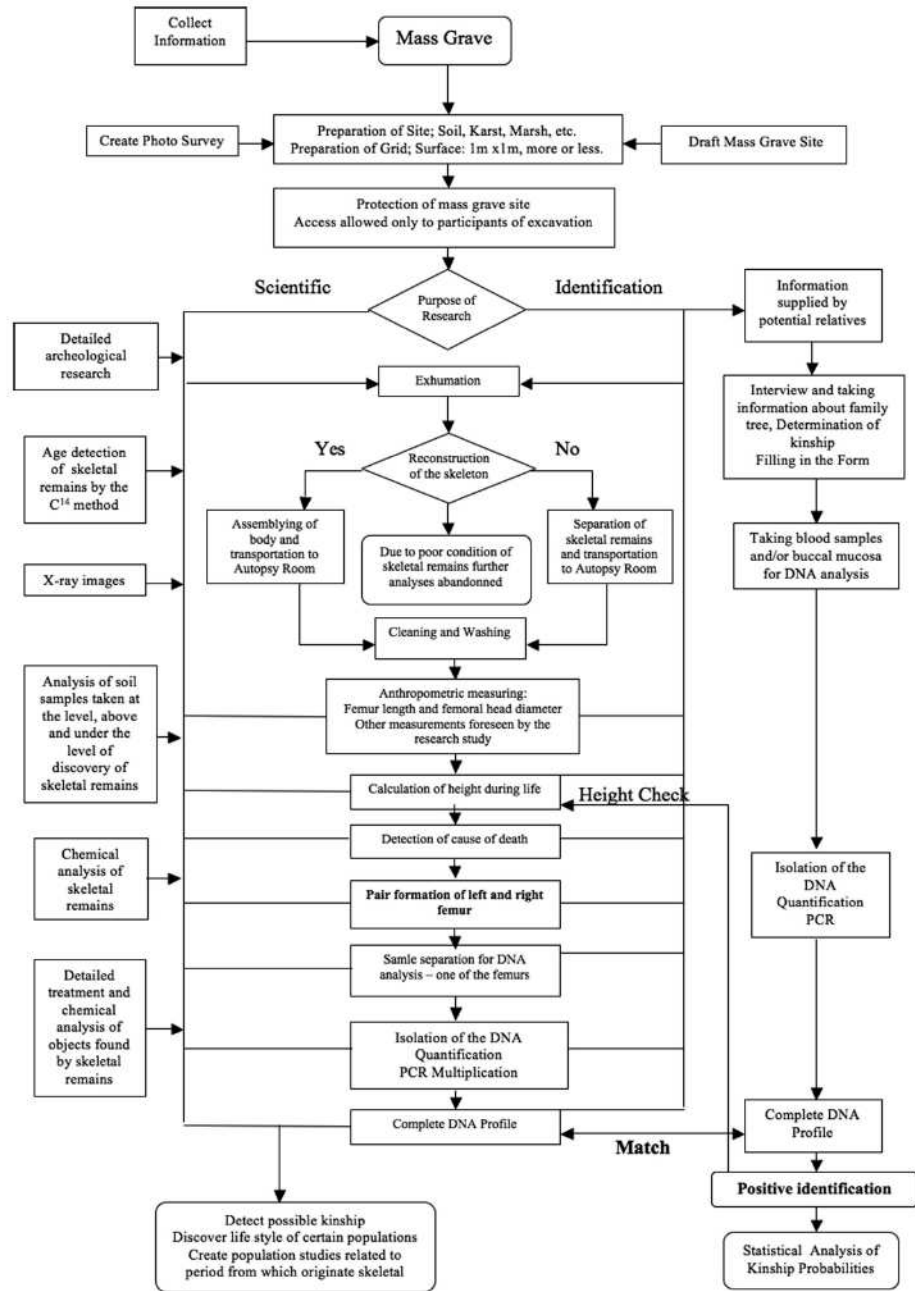 Collect
Information
Mass Grave
Create Photo Survey
Preparation of Site; Soil, Karst, Marsh, etc.
Preparation of Grid; Surface: 1m x1m, more or less.
Draft Mass Grave Site
Protection of mass grave site
Access allowed only to participants of excavation
Scientific
Purpose of
Research
Identification
Information
supplied by
potential relatives
Detailed
archeological
research
Exhumation
Interview and taking
information about family
tree, Determination of
kinship
Filling in the Form
Yes
Reconstruction
of the skeleton
No
Age detection
of skeletal
remains by the
C¹⁴ method
Assemblying of
body and
transportation to
Autopsy Room
Due to poor condition of
skeletal remains further
analyses abandonned
Separation of
skeletal remains
and transportation
to Autopsy Room
Taking blood samples
and/or buccal mucosa
for DNA analysis
X-ray images
Cleaning and Washing
Analysis of soil
samples taken at
the level, above
and under the
level of
discovery of
skeletal remains
Anthropometric measuring:
Femur length and femoral head diameter
Other measurements foreseen by the
research study
Calculation of height during life
Height Check
Detection of cause of death
Chemical
analysis of
skeletal
remains
Pair formation of left and right
femur
Isolation of the
DNA
Quantification
PCR
Samle separation for DNA
analysis – one of the femurs
Detailed
treatment and
chemical
analysis of
objects found
by skeletal
remains
Isolation of the DNA
Quantification
PCR Multiplication
Complete DNA Profile
Match
Complete DNA
Profile
Positive identification
Detect possible kinship
Discover life style of certain populations
Create population studies related to
period from which originate skeletal
Statistical Analysis of
Kinship Probabilities